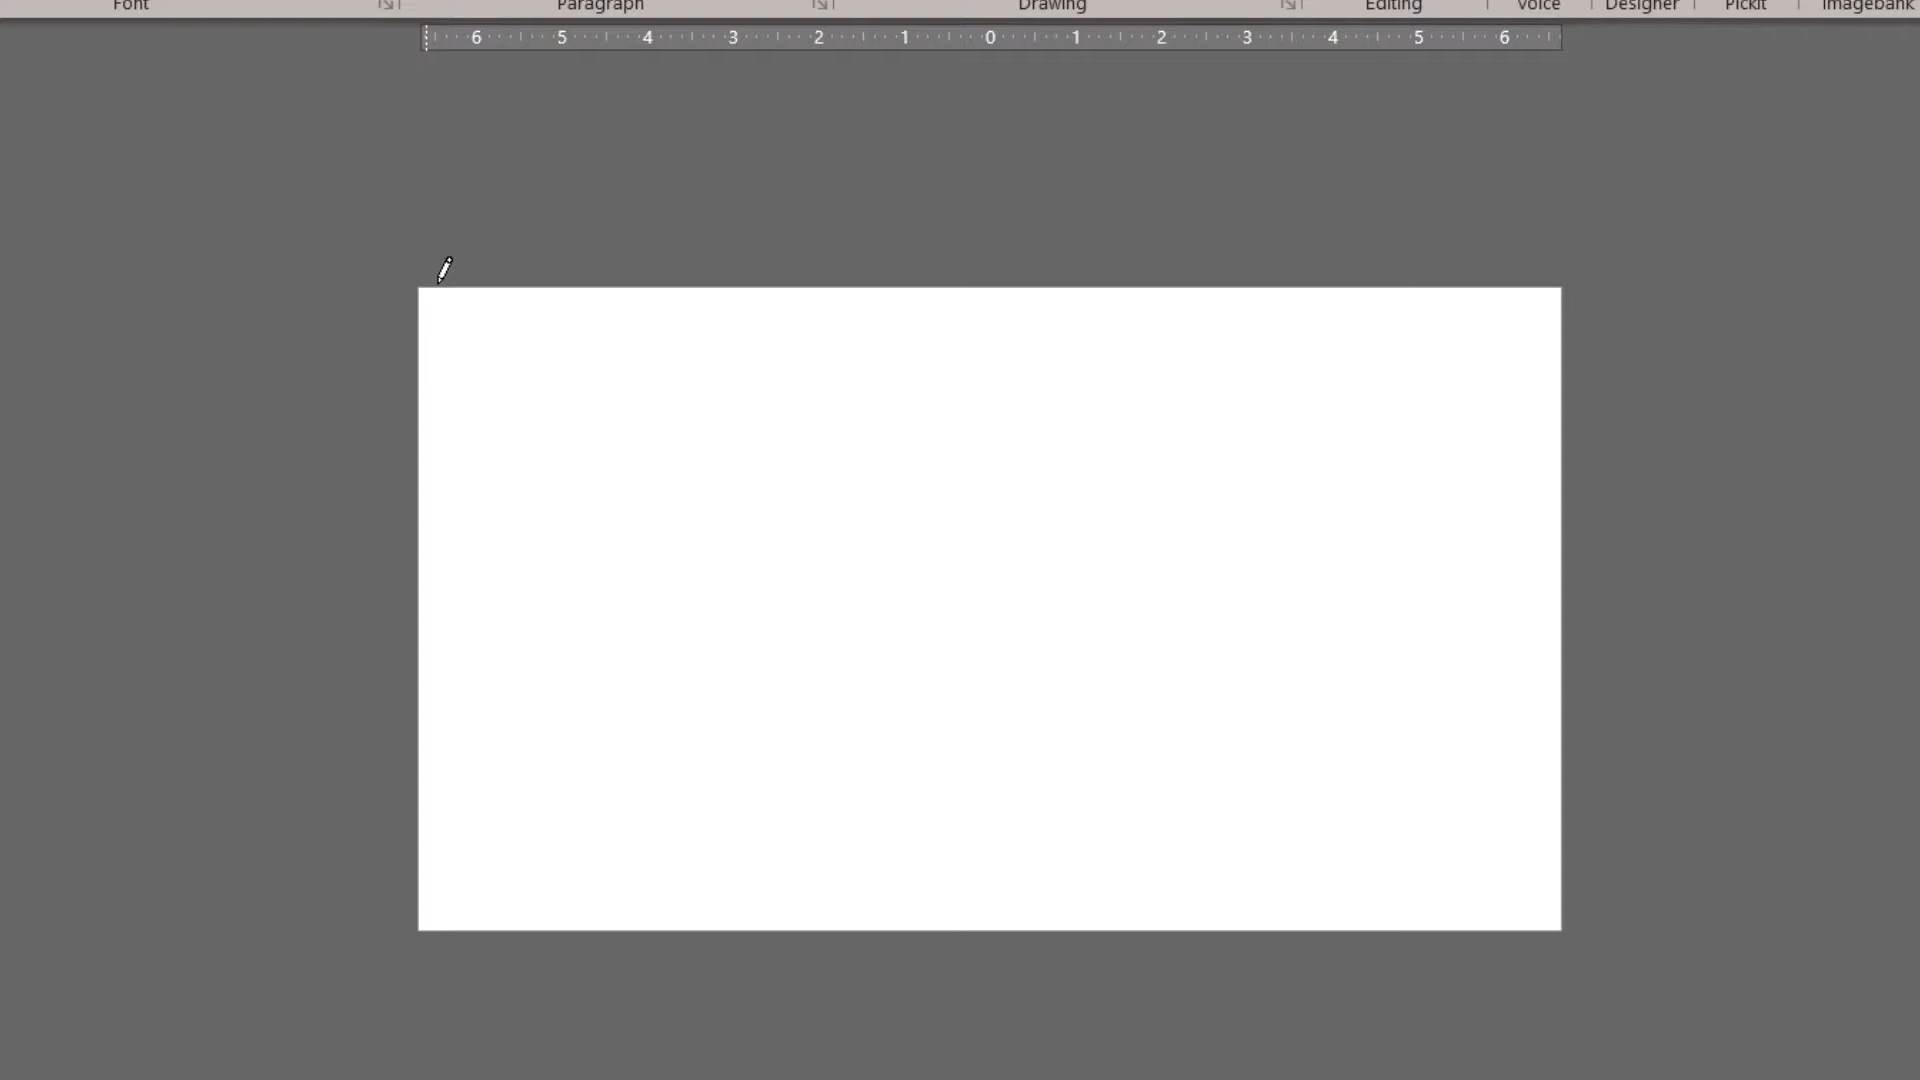 Font Paragraph Drawing Editing Voice Designer Pickit Imagebank
6 5 4 3 2 1 0 1 2 3 4 5 6